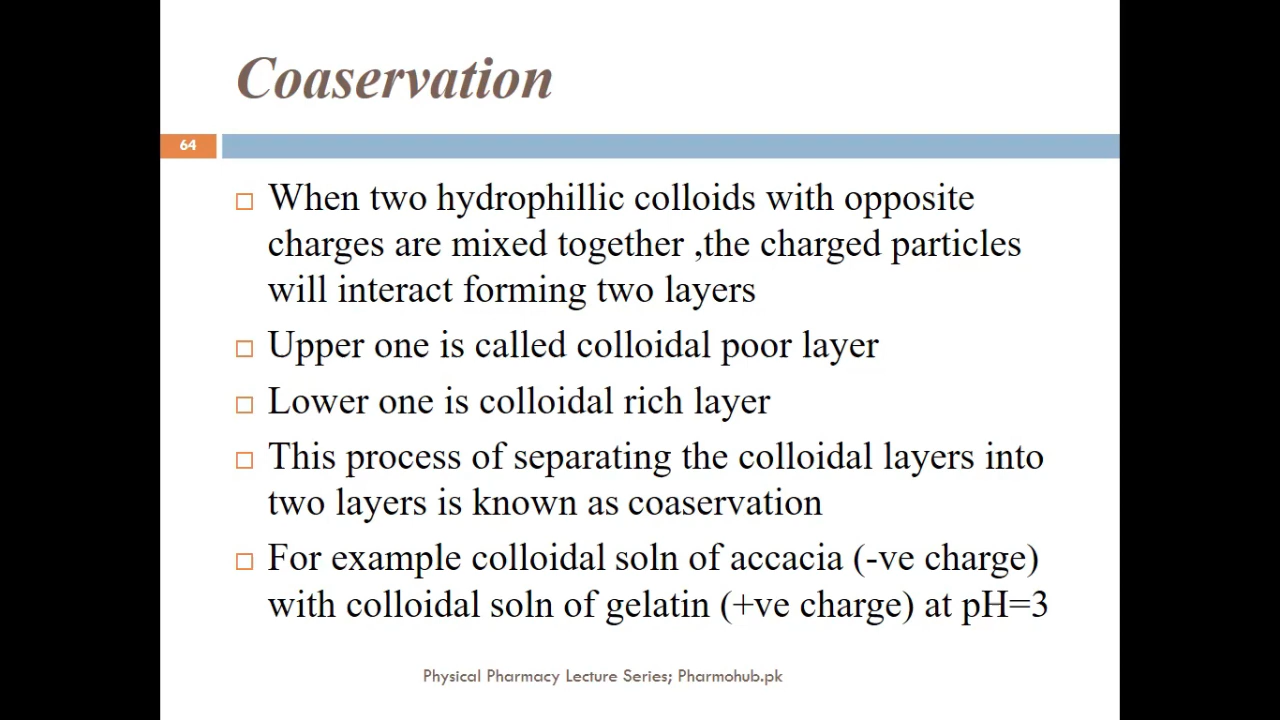 Coaservation
64
When two hydrophillic colloids with opposite
charges are mixed together ,the charged particles
will interact forming two layers
Upper one is called colloidal poor layer
Lower one is colloidal rich layer
This process of separating the colloidal layers into
two layers is known as coaservation
For example colloidal soln of accacia (-ve charge)
with colloidal soln of gelatin (+ve charge) at pH=3
Physical Pharmacy Lecture Series; Pharmohub.pk